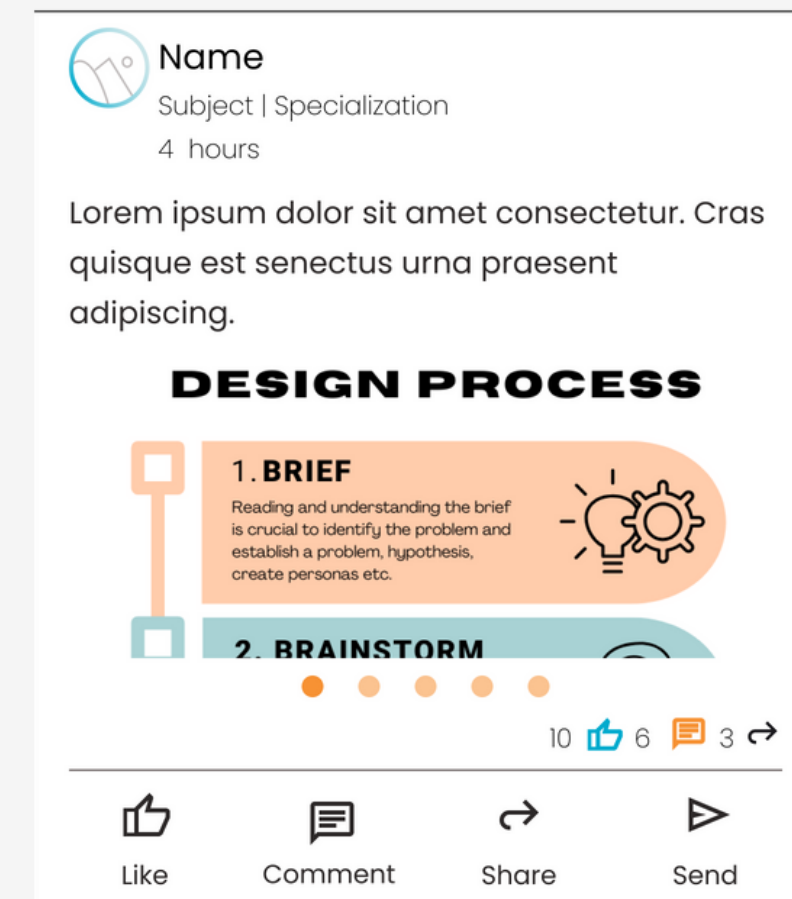 Name
Subject | Specialization
4 hours
Lorem ipsum dolor sit amet consectetur. Cras
quisque est senectus urna praesent
adipiscing.
DESIGN PROCESS
1. BRIEF
Reading and understanding the brief
is crucial to identify the problem and
establish a problem, hypothesis,
create personas etc.
2. BRAINSTORM
10 6 3
Like Comment Share Send